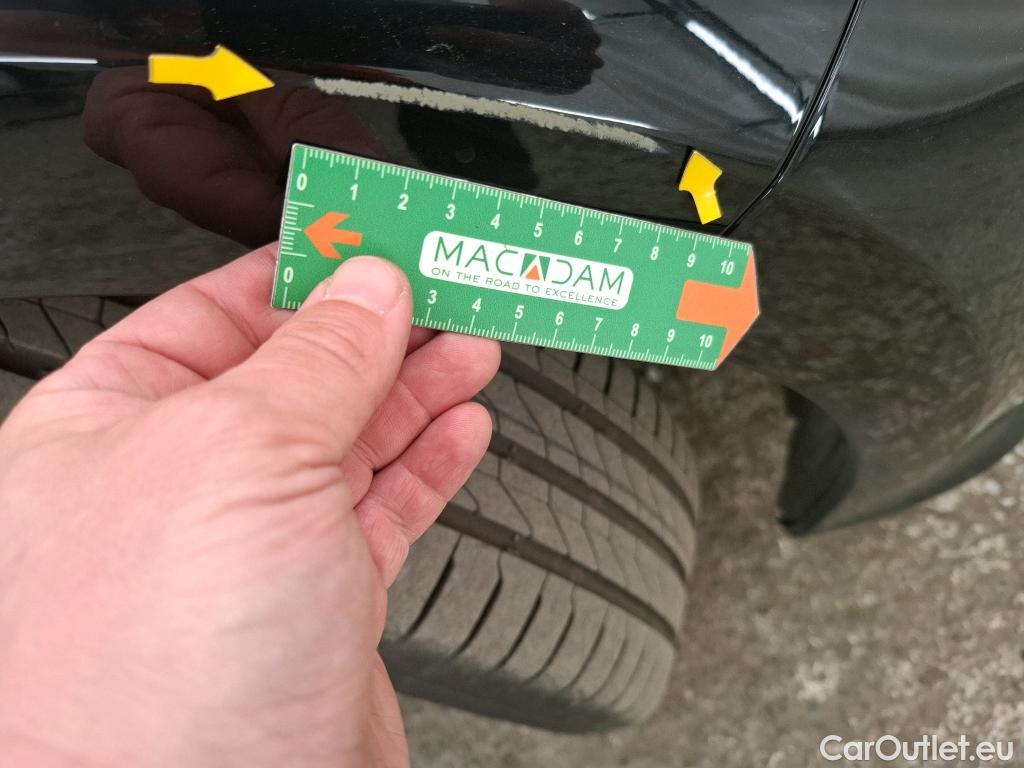 0 1 2 3 4 5 6 7 8 9 10
MACADAM
ON THE ROAD TO EXCELLENCE
0 3 4 5 6 7 8 9 10
CarOutlet.eu